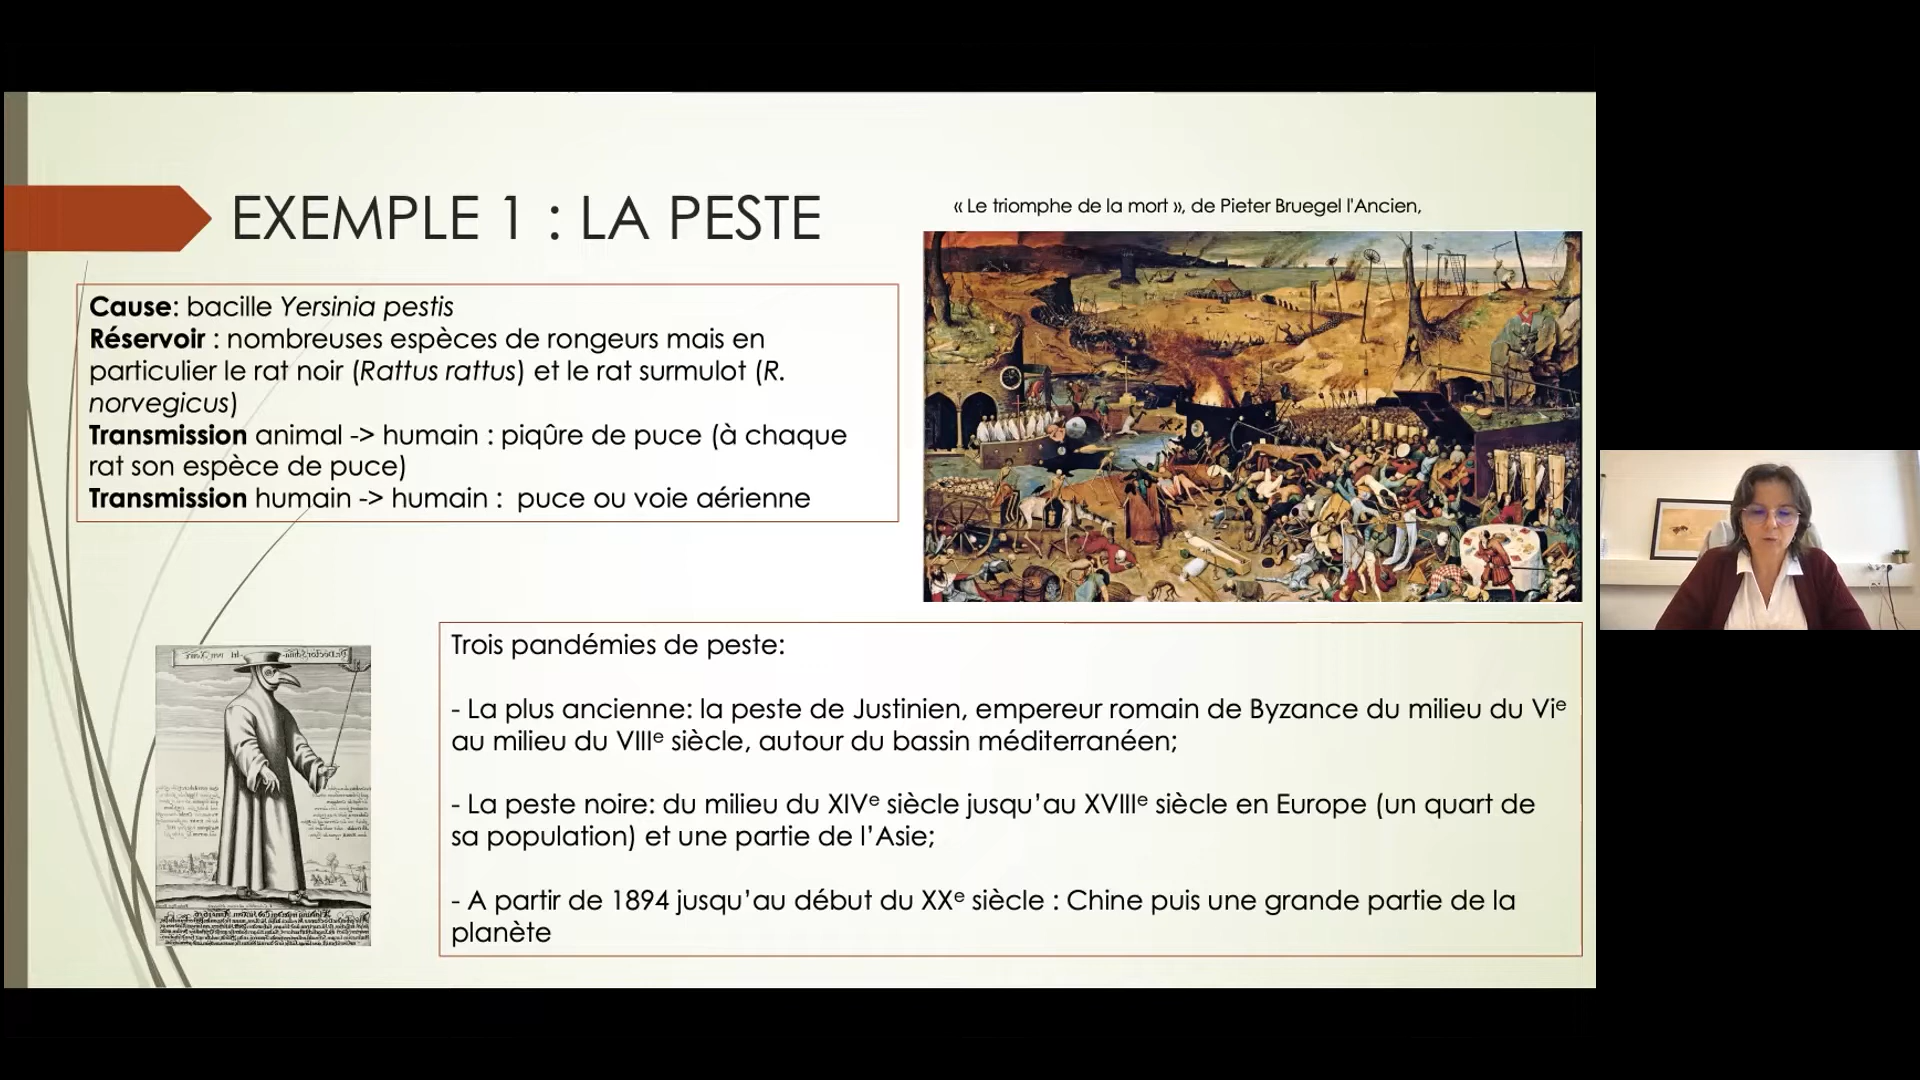 EXEMPLE 1 : LA PESTE
« Le triomphe de la mort », de Pieter Bruegel l'Ancien,
Cause: bacille Yersinia pestis
Réservoir : nombreuses espèces de rongeurs mais en
particulier le rat noir (Rattus rattus) et le rat surmulot (R.
norvegicus)
Transmission animal -> humain : piqûre de puce (à chaque
rat son espèce de puce)
Transmission humain -> humain : puce ou voie aérienne
Trois pandémies de peste:
- La plus ancienne: la peste de Justinien, empereur romain de Byzance du milieu du Vie
au milieu du VIIIe siècle, autour du bassin méditerranéen;
- La peste noire: du milieu du XIVe siècle jusqu’au XVIIIe siècle en Europe (un quart de
sa population) et une partie de l’Asie;
- A partir de 1894 jusqu’au début du XXe siècle : Chine puis une grande partie de la
planète